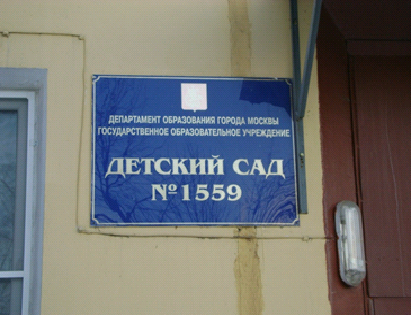 ДЕПАРТАМЕНТ ОБРАЗОВАНИЯ ГОРОДА МОСКВЫ
ГОСУДАРСТВЕННОЕ ОБРАЗОВАТЕЛЬНОЕ УЧРЕЖДЕНИЕ
ДЕТСКИЙ САД
№1559